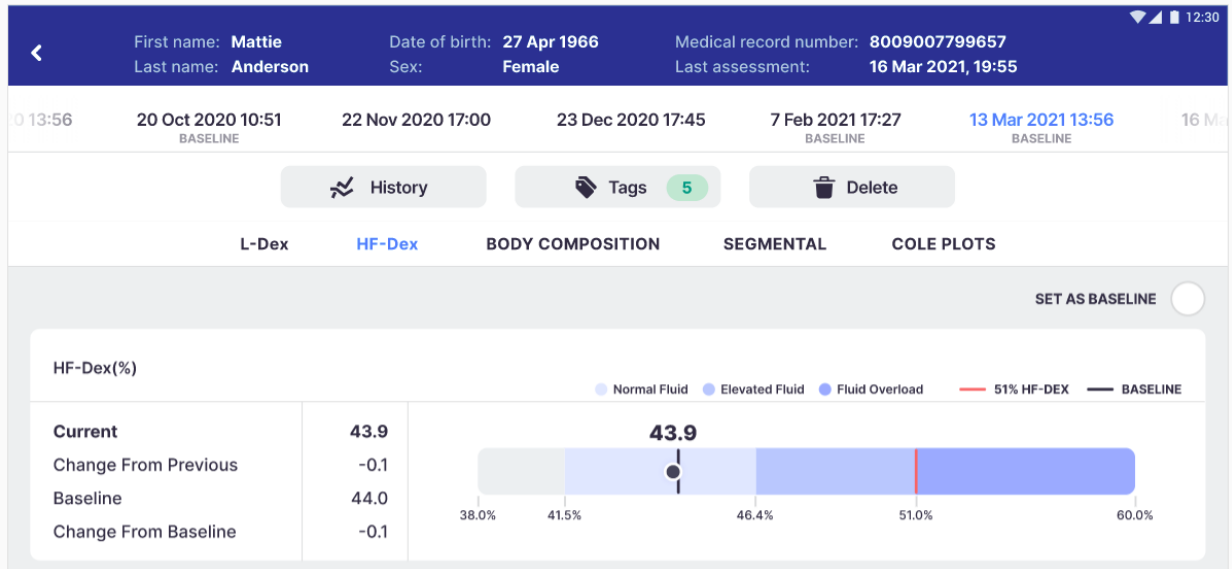 12:30
First name: Mattie Date of birth: 27 Apr 1966 Medical record number: 8009007799657
Last name: Anderson Sex: Female Last assessment: 16 Mar 2021, 19:55
0 13:56 20 Oct 2020 10:51 22 Nov 2020 17:00 23 Dec 2020 17:45 7 Feb 2021 17:27 13 Mar 2021 13:56 16 Ma
BASELINE BASELINE BASELINE
History Tags 5 Delete
L-Dex HF-Dex BODY COMPOSITION SEGMENTAL COLE PLOTS
SET AS BASELINE
HF-Dex(%)
Normal Fluid Elevated Fluid Fluid Overload 51% HF-DEX BASELINE
Current 43.9
Change From Previous -0.1
Baseline 44.0
Change From Baseline -0.1
43.9
38.0% 41.5% 46.4% 51.0% 60.0%